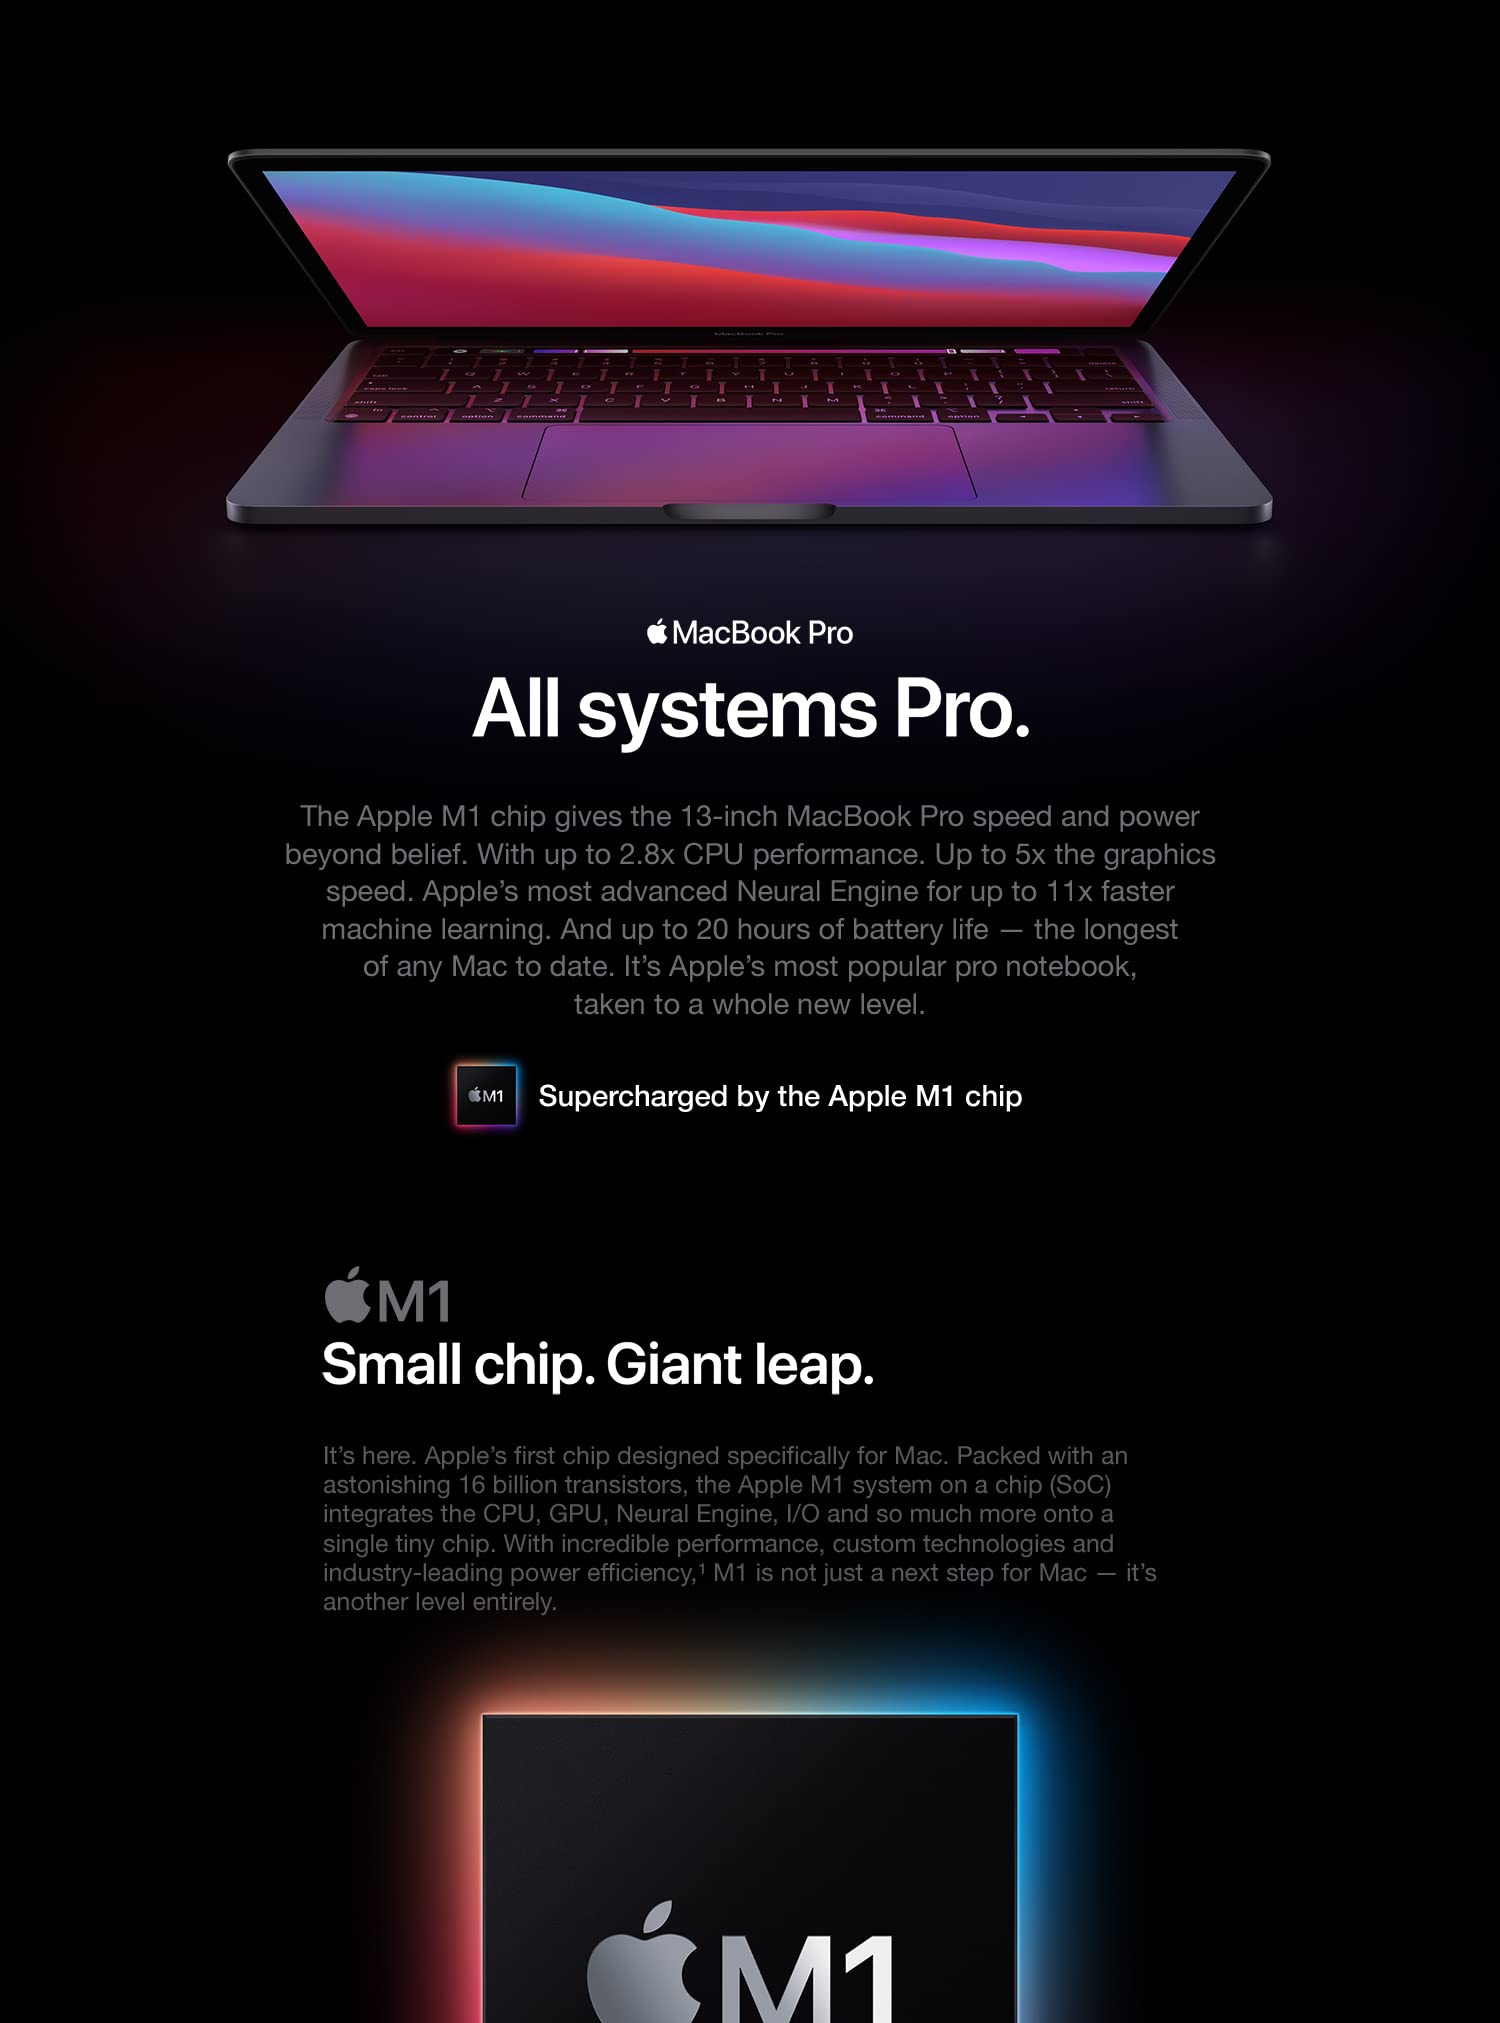 MacBook Pro
MacBook Pro
All systems Pro.
The Apple M1 chip gives the 13-inch MacBook Pro speed and power
beyond belief. With up to 2.8x CPU performance. Up to 5x the graphics
speed. Apple’s most advanced Neural Engine for up to 11x faster
machine learning. And up to 20 hours of battery life — the longest
of any Mac to date. It’s Apple’s most popular pro notebook,
taken to a whole new level.
M1 Supercharged by the Apple M1 chip
M1
Small chip. Giant leap.
It’s here. Apple’s first chip designed specifically for Mac. Packed with an
astonishing 16 billion transistors, the Apple M1 system on a chip (SoC)
integrates the CPU, GPU, Neural Engine, I/O and so much more onto a
single tiny chip. With incredible performance, custom technologies and
industry-leading power efficiency,¹ M1 is not just a next step for Mac — it’s
another level entirely.
M1